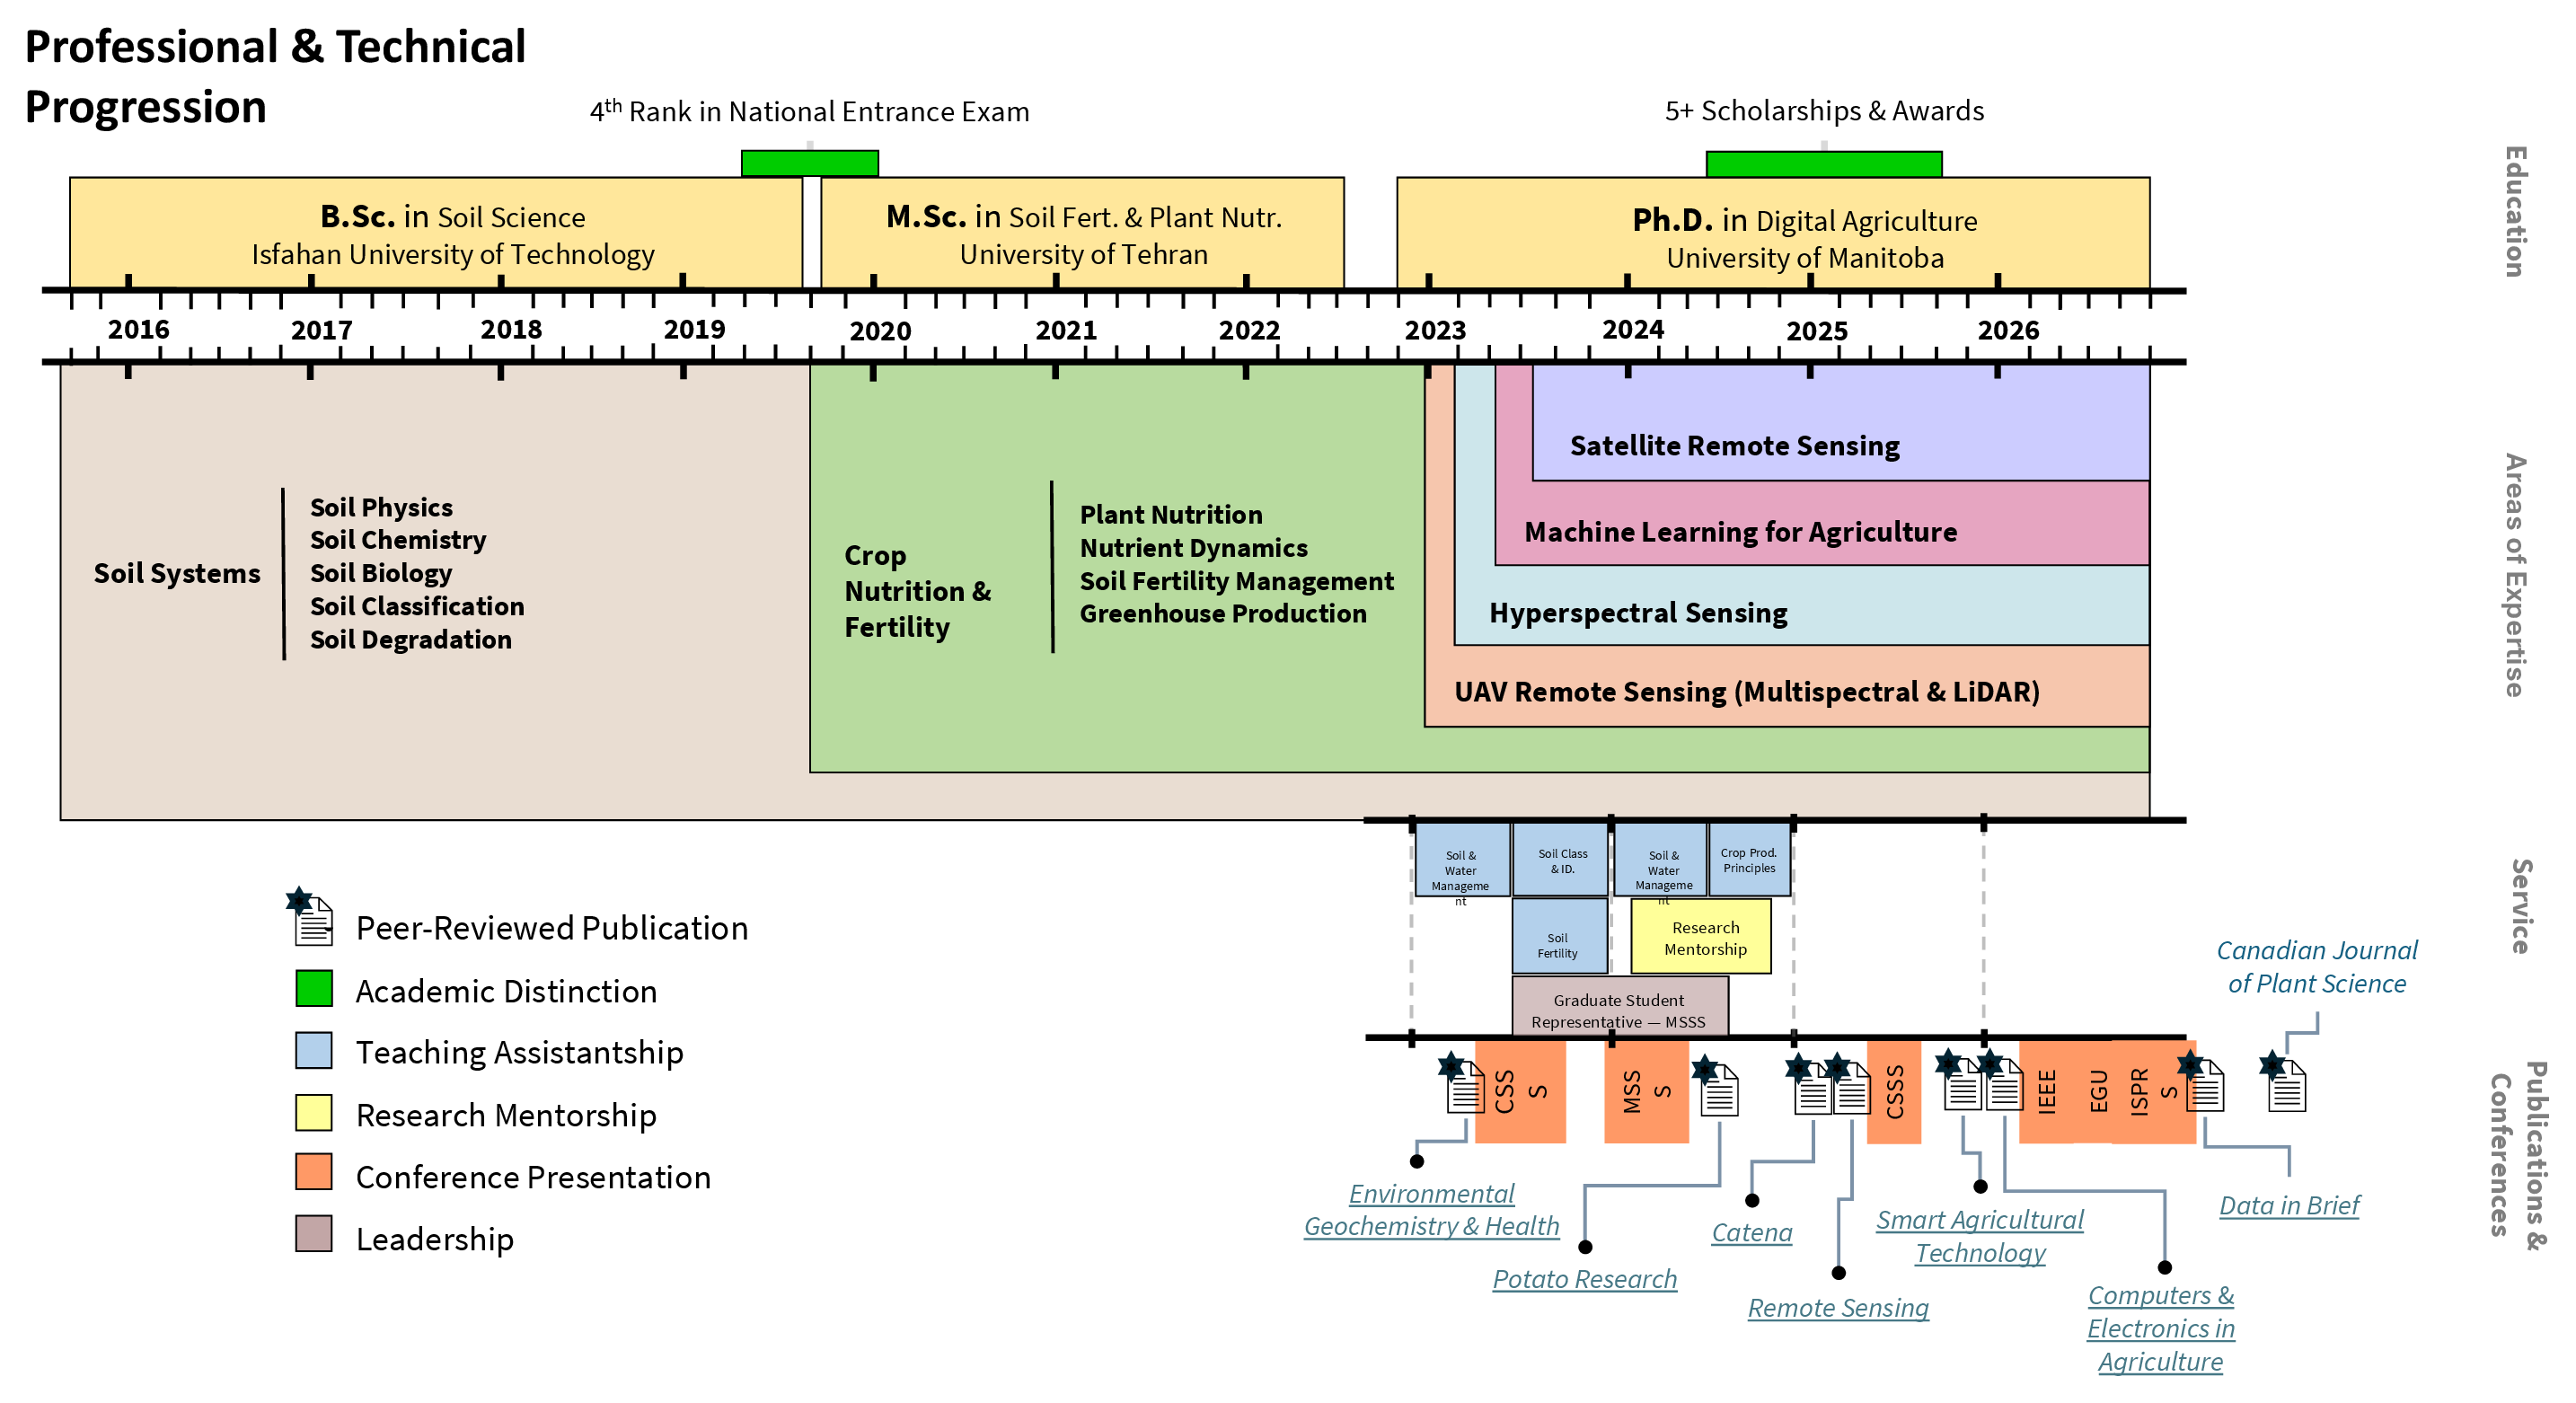 Professional & Technical
Progression
4th Rank in National Entrance Exam
5+ Scholarships & Awards
B.Sc. in Soil Science
Isfahan University of Technology
M.Sc. in Soil Fert. & Plant Nutr.
University of Tehran
Ph.D. in Digital Agriculture
University of Manitoba
Education
2016
2017
2018
2019
2020
2021
2022
2023
2024
2025
2026
Soil Systems
Soil Physics
Soil Chemistry
Soil Biology
Soil Classification
Soil Degradation
Crop
Nutrition &
Fertility
Plant Nutrition
Nutrient Dynamics
Soil Fertility Management
Greenhouse Production
Satellite Remote Sensing
Machine Learning for Agriculture
Hyperspectral Sensing
UAV Remote Sensing (Multispectral & LiDAR)
Areas of Expertise
Soil &
Water
Manageme
nt
Soil Class
& ID.
Soil &
Water
Manageme
nt
Crop Prod.
Principles
Soil
Fertility
Research
Mentorship
Graduate Student
Representative — MSSS
Service
Peer-Reviewed Publication
Academic Distinction
Teaching Assistantship
Research Mentorship
Conference Presentation
Leadership
CSS
S
MSS
S
CSSS
IEEE
EGU
ISPR
S
Canadian Journal
of Plant Science
Environmental
Geochemistry & Health
Potato Research
Catena
Remote Sensing
Smart Agricultural
Technology
Computers &
Electronics in
Agriculture
Data in Brief
Publications &
Conferences